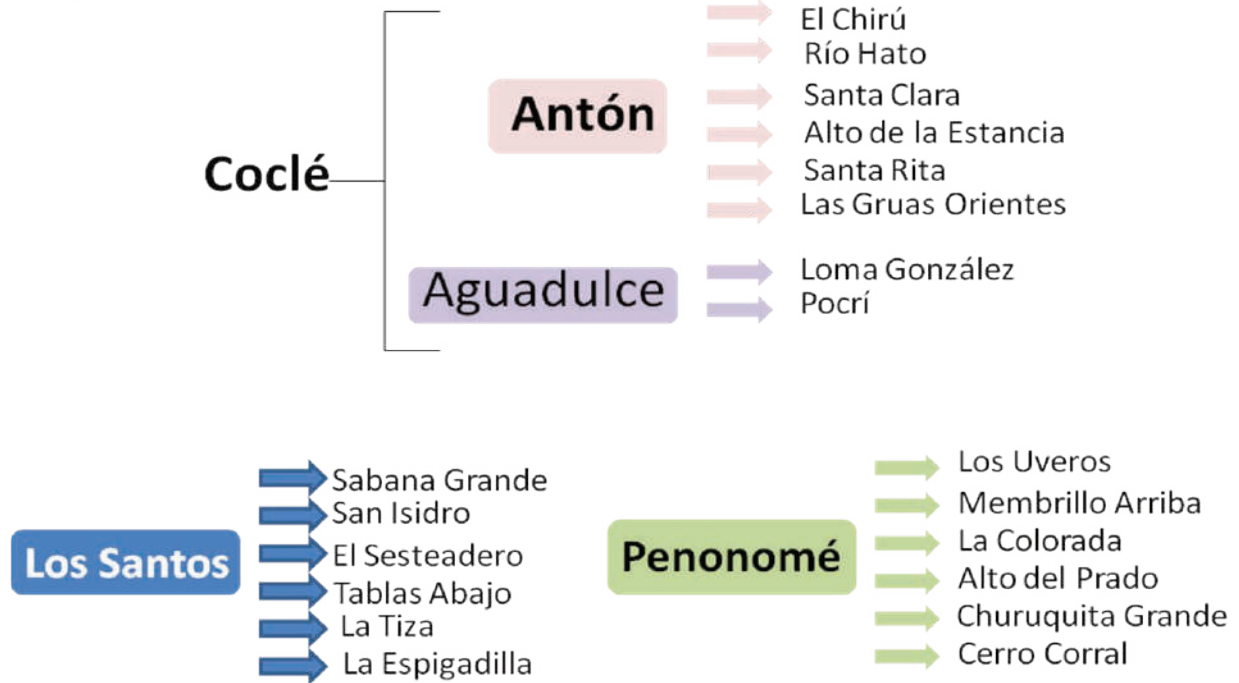 Coclé
Antón
El Chirú
Río Hato
Santa Clara
Alto de la Estancia
Santa Rita
Las Gruas Orientes
Aguadulce
Loma González
Pocrí
Los Santos
Sabana Grande
San Isidro
El Sesteadero
Tablas Abajo
La Tiza
La Espigadilla
Penonomé
Los Uveros
Membrillo Arriba
La Colorada
Alto del Prado
Churuquita Grande
Cerro Corral